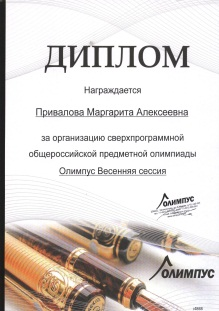 ДИПЛОМ
Награждается
Привалова Маргарита Алексеевна
за организацию сверхпрограммной
общероссийской предметной олимпиады
Олимпус Весенняя сессия
ОЛИМПУС
ОЛИМПУС